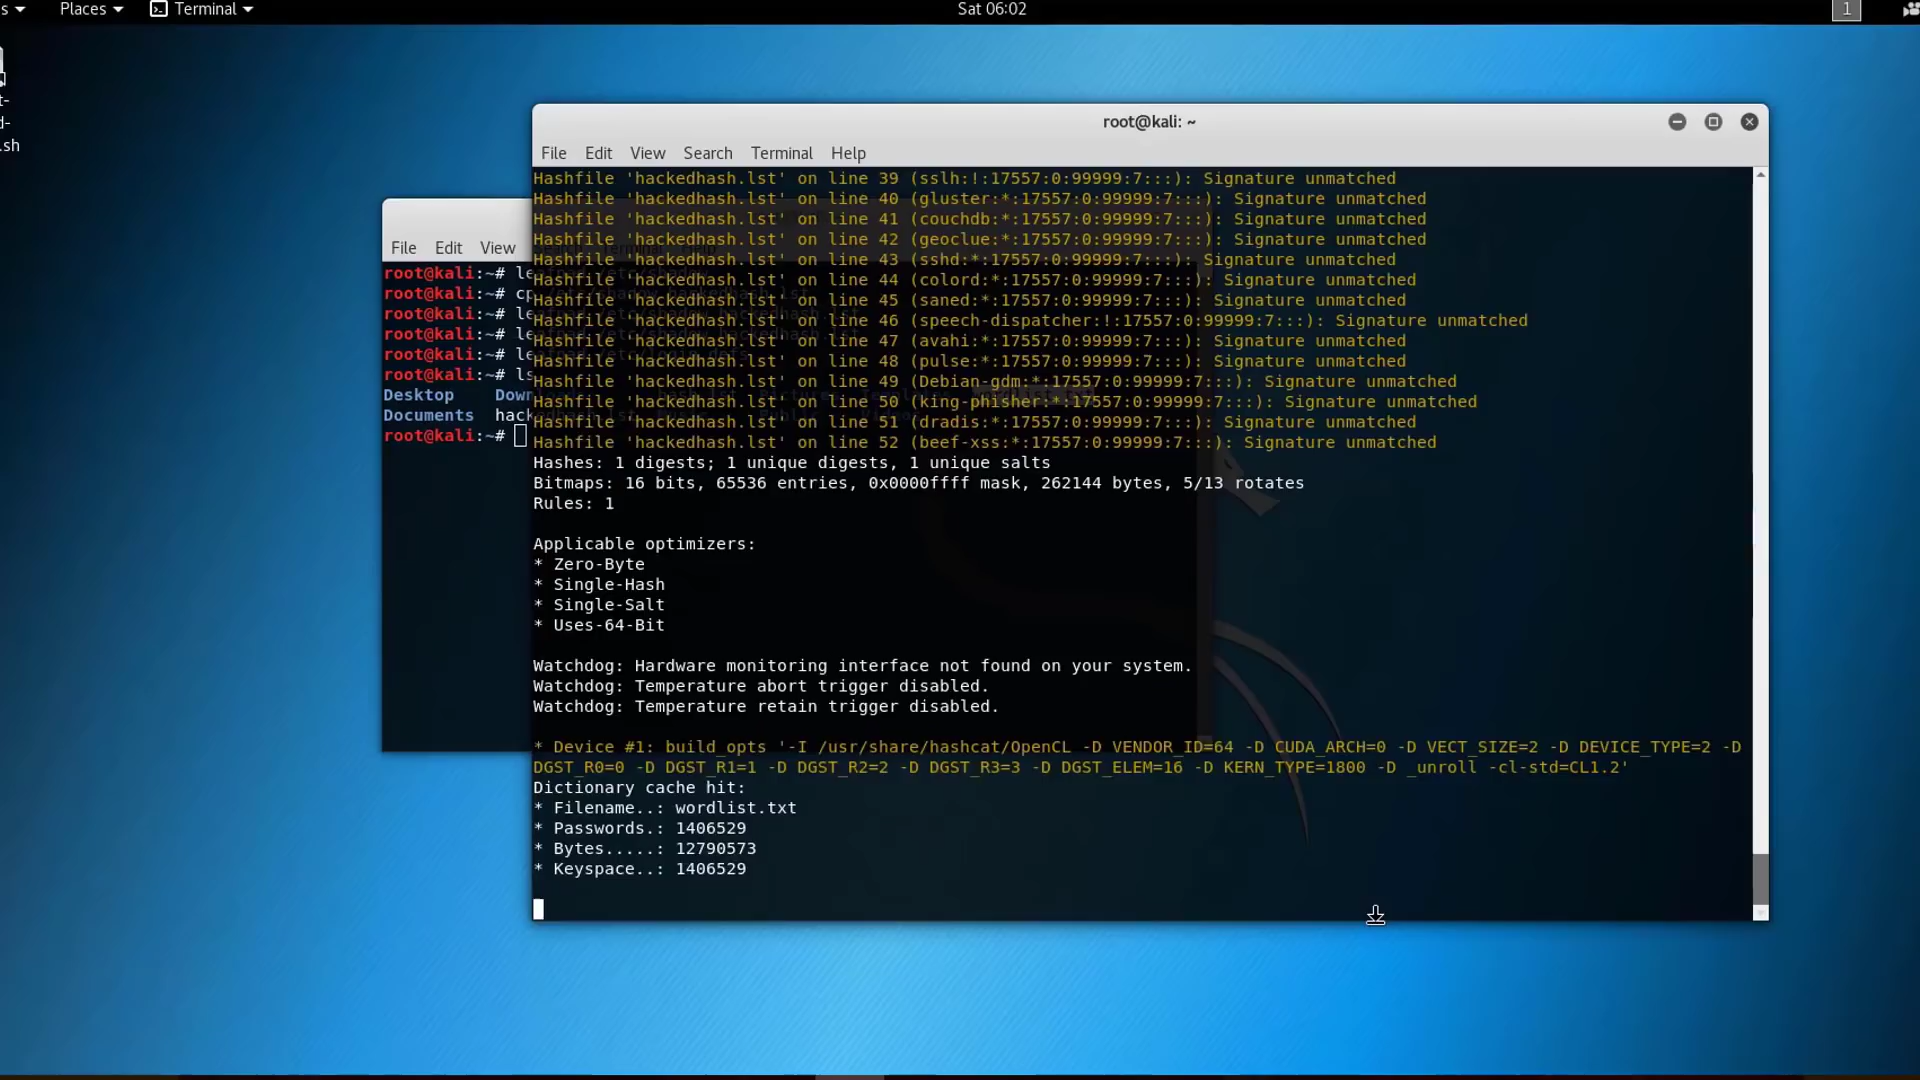 s
Places
Terminal
Sat 06:02
1
t-
d-
.sh
root@kali: ~
File Edit View Search Terminal Help
Hashfile 'hackedhash.lst' on line 39 (sslh:!:17557:0:99999:7:::): Signature unmatched
Hashfile 'hackedhash.lst' on line 40 (gluster:*:17557:0:99999:7:::): Signature unmatched
Hashfile 'hackedhash.lst' on line 41 (couchdb:*:17557:0:99999:7:::): Signature unmatched
Hashfile 'hackedhash.lst' on line 42 (geoclue:*:17557:0:99999:7:::): Signature unmatched
Hashfile 'hackedhash.lst' on line 43 (sshd:*:17557:0:99999:7:::): Signature unmatched
Hashfile 'hackedhash.lst' on line 44 (colord:*:17557:0:99999:7:::): Signature unmatched
Hashfile 'hackedhash.lst' on line 45 (saned:*:17557:0:99999:7:::): Signature unmatched
Hashfile 'hackedhash.lst' on line 46 (speech-dispatcher:!:17557:0:99999:7:::): Signature unmatched
Hashfile 'hackedhash.lst' on line 47 (avahi:*:17557:0:99999:7:::): Signature unmatched
Hashfile 'hackedhash.lst' on line 48 (pulse:*:17557:0:99999:7:::): Signature unmatched
Hashfile 'hackedhash.lst' on line 49 (Debian-gdm:*:17557:0:99999:7:::): Signature unmatched
Hashfile 'hackedhash.lst' on line 50 (king-phisher:*:17557:0:99999:7:::): Signature unmatched
Hashfile 'hackedhash.lst' on line 51 (dradis:*:17557:0:99999:7:::): Signature unmatched
Hashfile 'hackedhash.lst' on line 52 (beef-xss:*:17557:0:99999:7:::): Signature unmatched
Hashes: 1 digests; 1 unique digests, 1 unique salts
Bitmaps: 16 bits, 65536 entries, 0x0000ffff mask, 262144 bytes, 5/13 rotates
Rules: 1
Applicable optimizers:
* Zero-Byte
* Single-Hash
* Single-Salt
* Uses-64-Bit
Watchdog: Hardware monitoring interface not found on your system.
Watchdog: Temperature abort trigger disabled.
Watchdog: Temperature retain trigger disabled.
* Device #1: build_opts '-I /usr/share/hashcat/OpenCL -D VENDOR_ID=64 -D CUDA_ARCH=0 -D VECT_SIZE=2 -D DEVICE_TYPE=2 -D
DGST_R0=0 -D DGST_R1=1 -D DGST_R2=2 -D DGST_R3=3 -D DGST_ELEM=16 -D KERN_TYPE=1800 -D _unroll -cl-std=CL1.2'
Dictionary cache hit:
* Filename..: wordlist.txt
* Passwords.: 1406529
* Bytes.....: 12790573
* Keyspace..: 1406529
File Edit View
root@kali:~# le
root@kali:~# cp
root@kali:~# le
root@kali:~# le
root@kali:~# le
root@kali:~# ls
Desktop Down
Documents hac
root@kali:~#